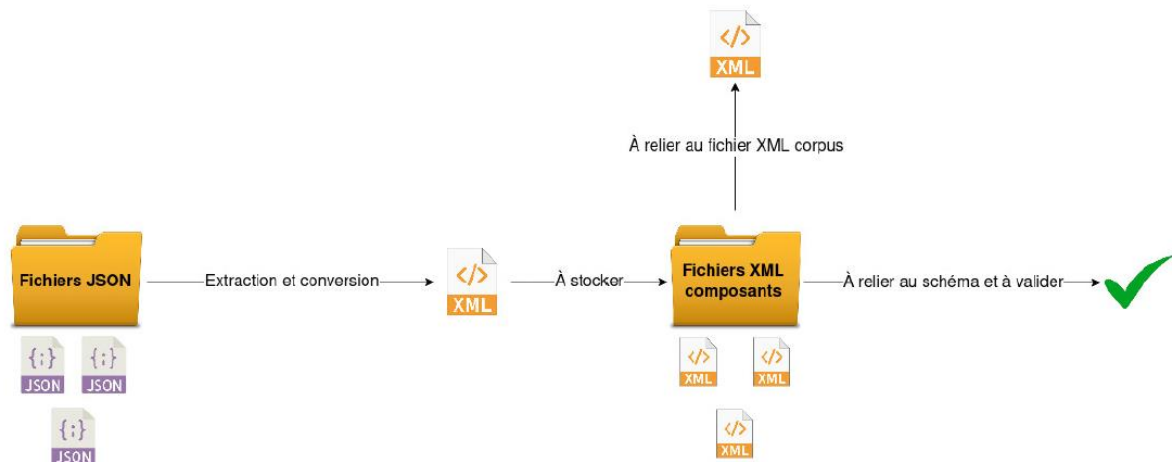 </>
XML
À relier au fichier XML corpus
Fichiers JSON
Extraction et conversion
</>
XML
À stocker
Fichiers XML
composants
À relier au schéma et à valider
{;}
JSON
{;}
JSON
{;}
JSON
</>
XML
</>
XML
</>
XML